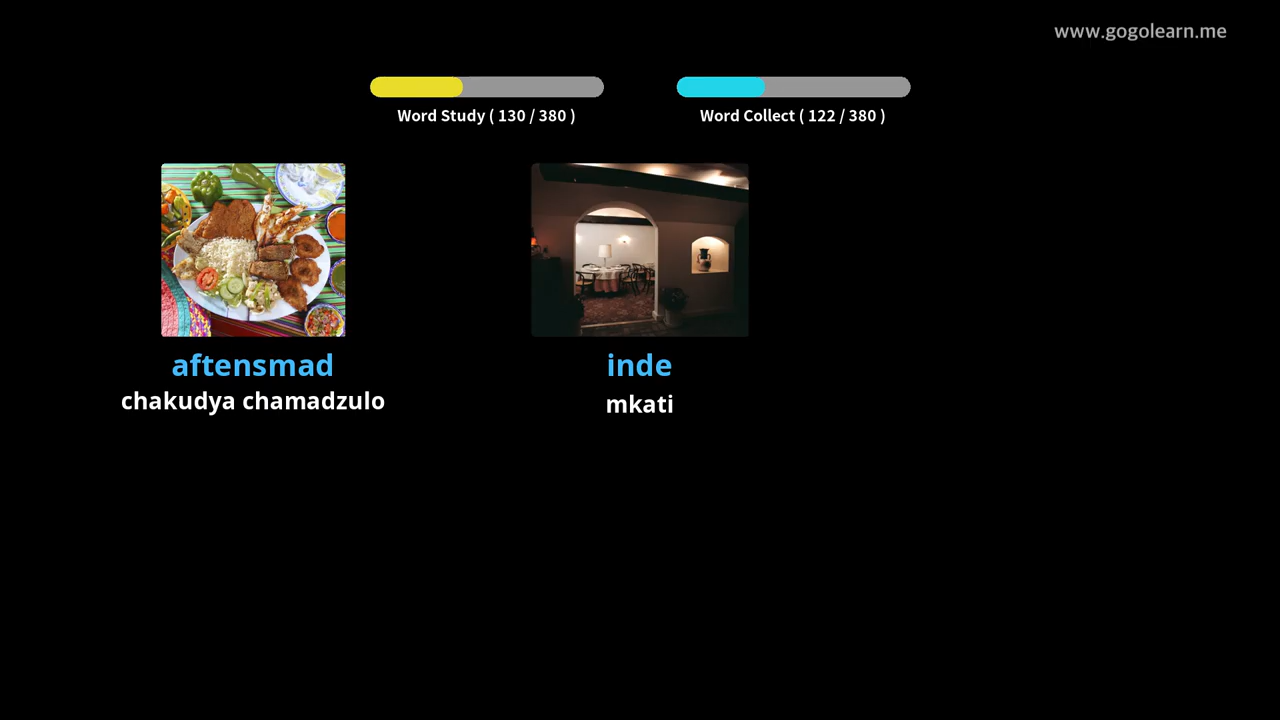 www.gogolearn.me
Word Study ( 130 / 380 )
Word Collect ( 122 / 380 )
aftensmad
chakudya chamadzulo
inde
mkati